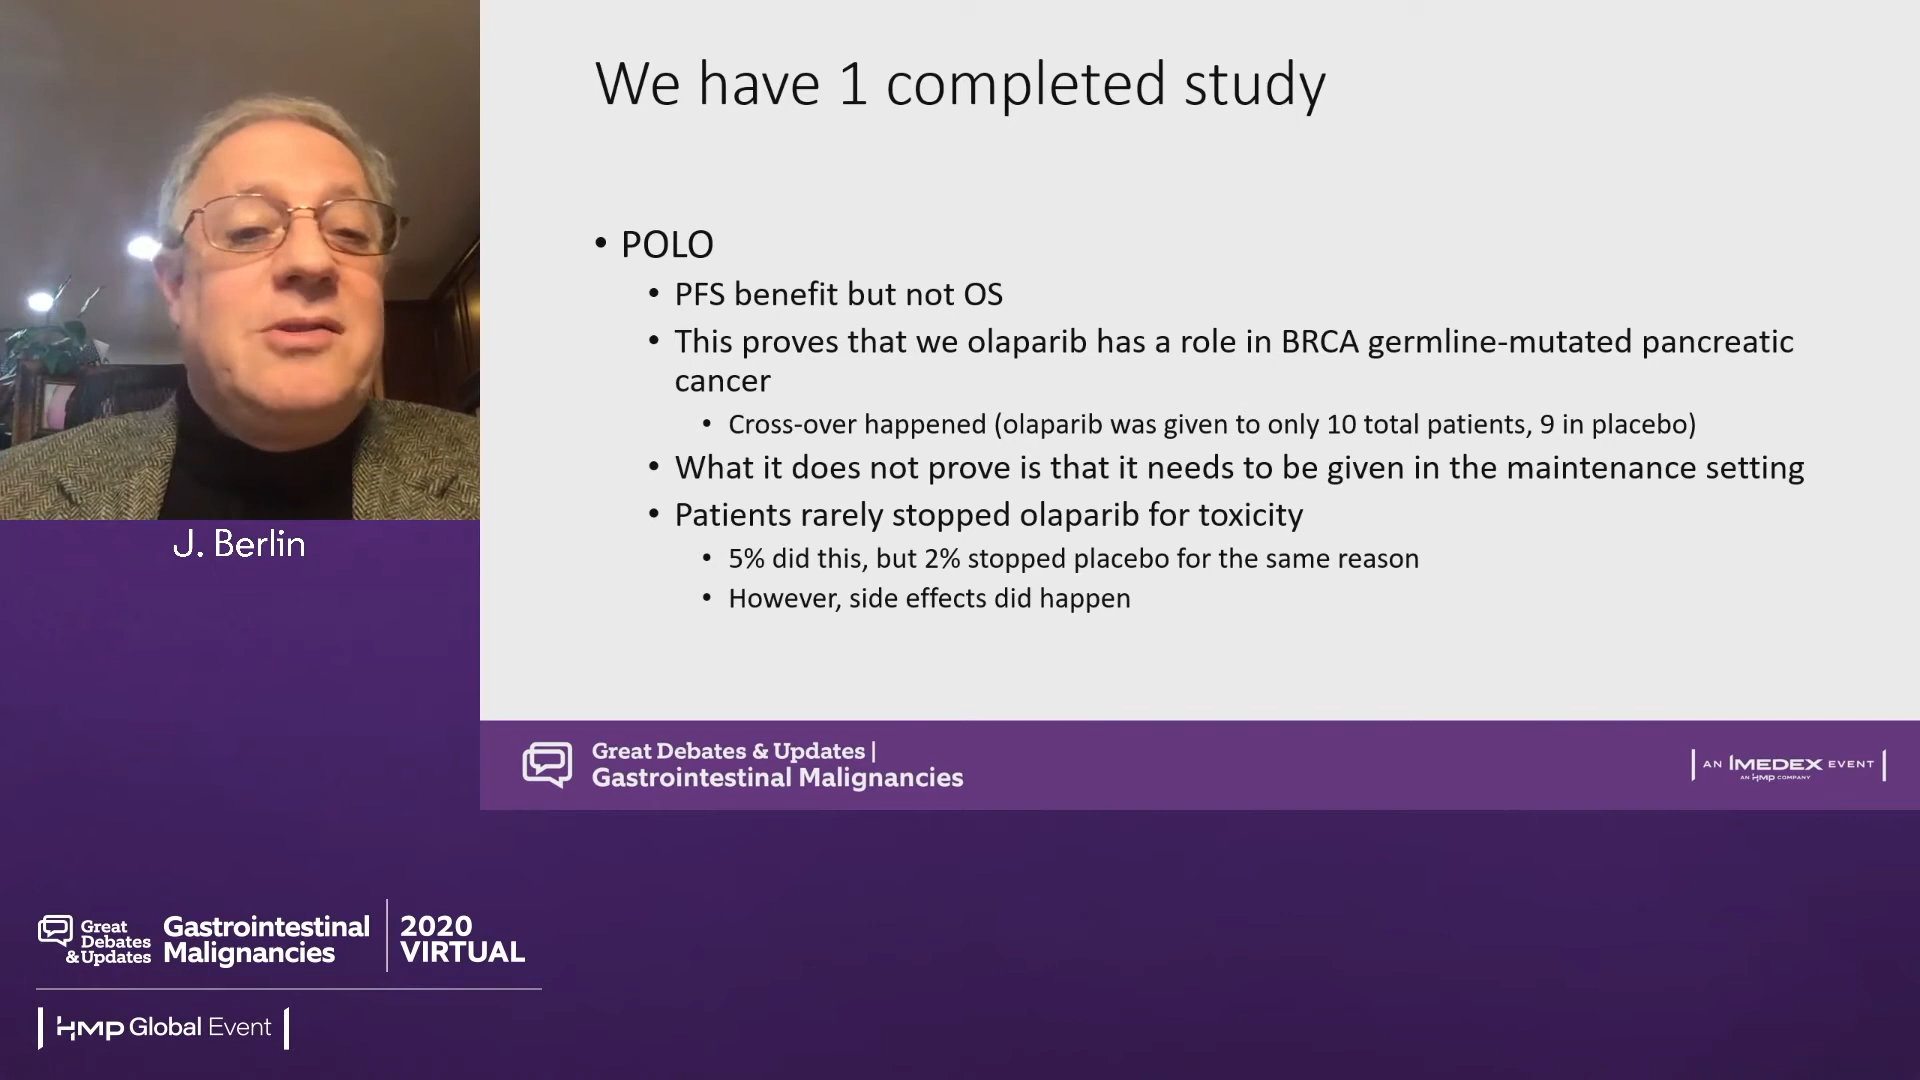 We have 1 completed study
• POLO
• PFS benefit but not OS
• This proves that we olaparib has a role in BRCA germline-mutated pancreatic
cancer
• Cross-over happened (olaparib was given to only 10 total patients, 9 in placebo)
• What it does not prove is that it needs to be given in the maintenance setting
• Patients rarely stopped olaparib for toxicity
• 5% did this, but 2% stopped placebo for the same reason
• However, side effects did happen
J. Berlin
Great Debates & Updates |
Gastrointestinal Malignancies
AN IMEDEX EVENT
AN HMP COMPANY
Great
Debates
& Updates
Gastrointestinal
Malignancies
2020
VIRTUAL
HMP Global Event